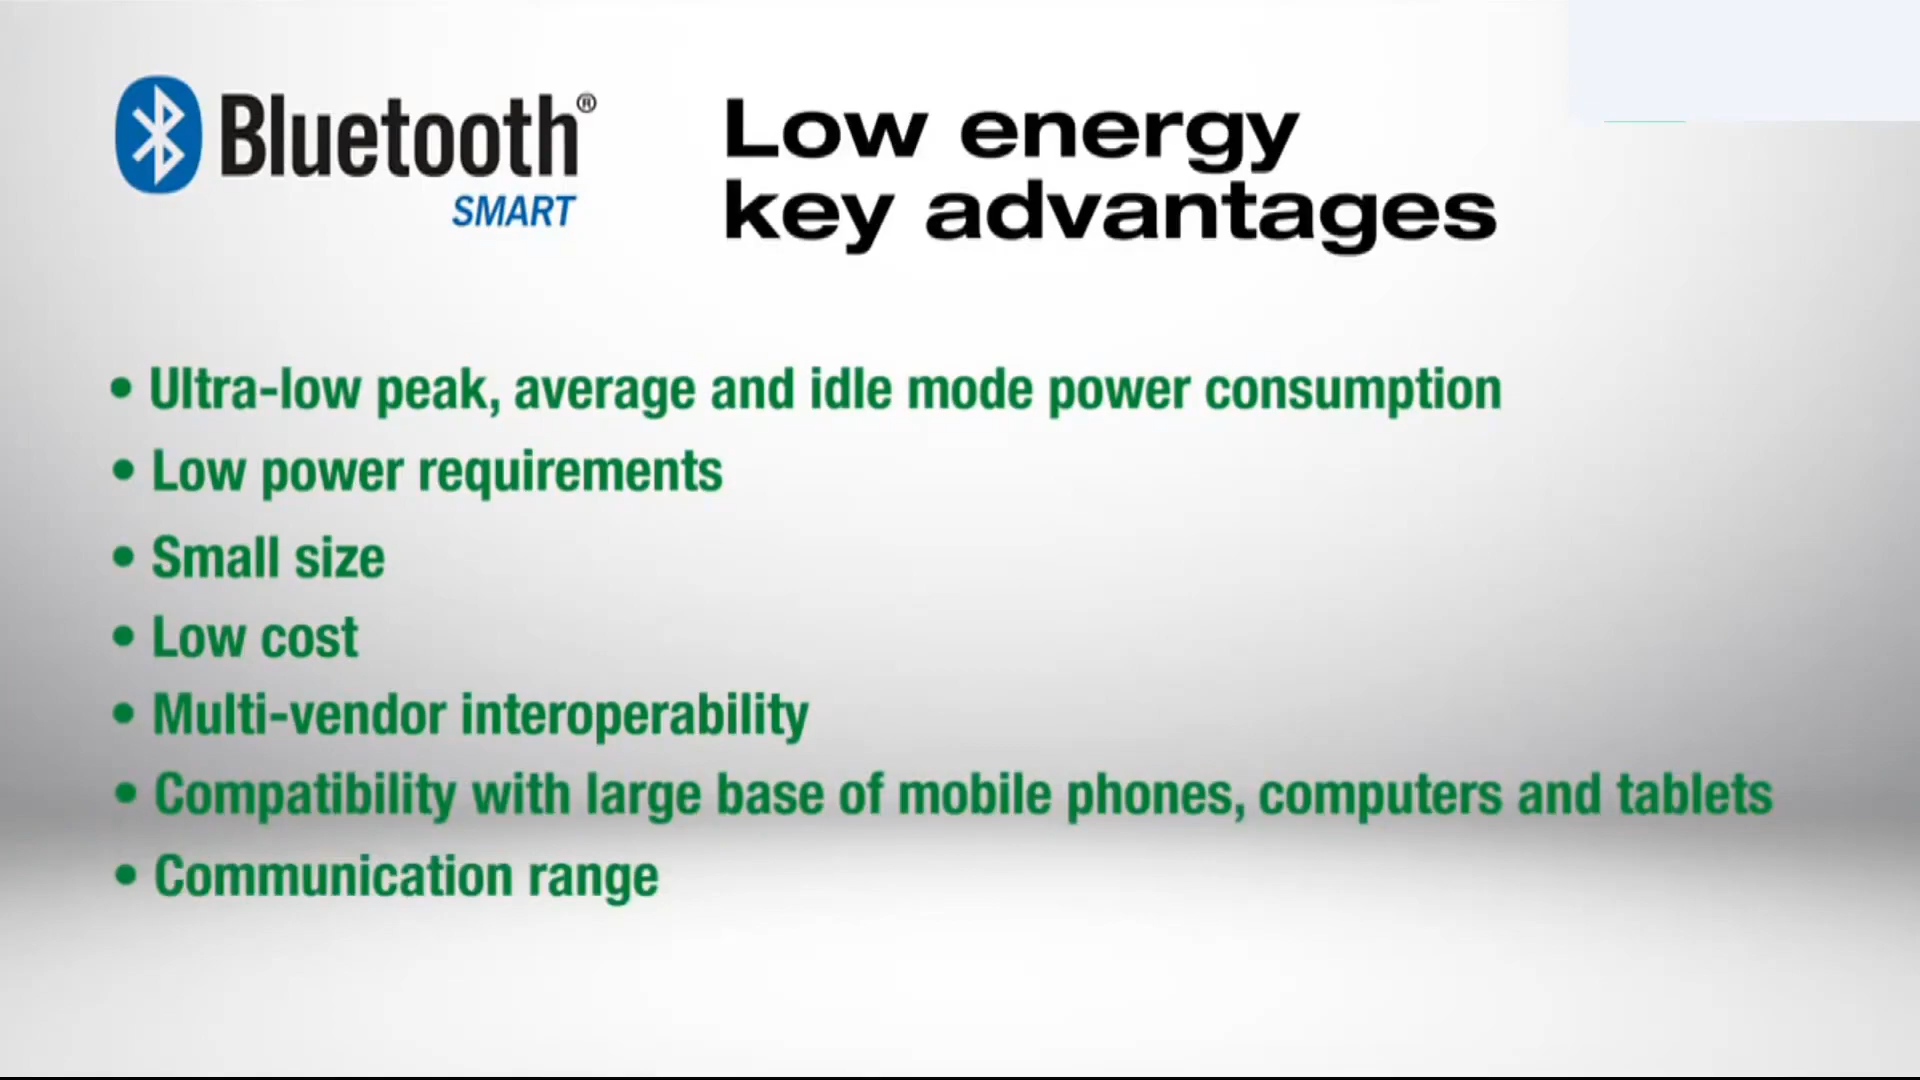 Bluetooth®
SMART
Low energy
key advantages
• Ultra-low peak, average and idle mode power consumption
• Low power requirements
• Small size
• Low cost
• Multi-vendor interoperability
• Compatibility with large base of mobile phones, computers and tablets
• Communication range